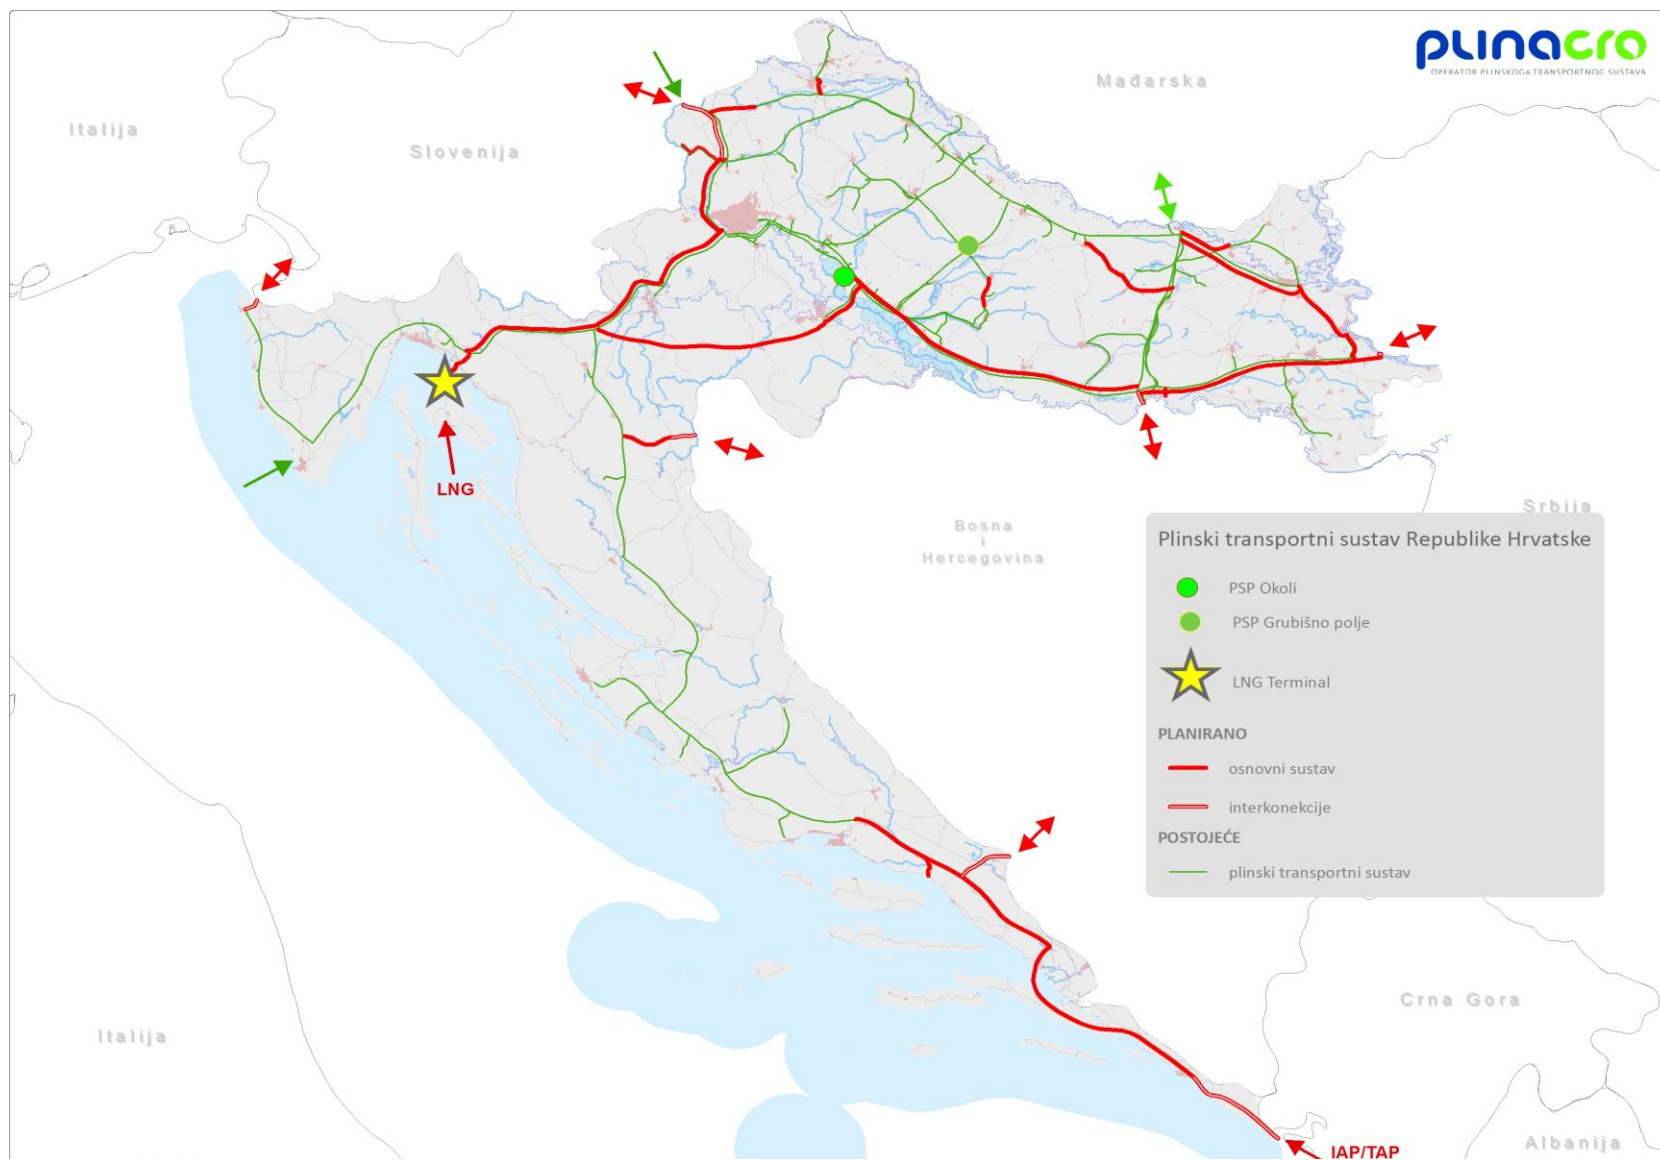 plinacro
OPERATOR PLINSKOGA TRANSPORTNOG SUSTAVA
Mađarska
Italija
Slovenija
LNG
Srbija
Bosna
i
Hercegovina
Plinski transportni sustav Republike Hrvatske
PSP Okoli
PSP Grubišno polje
LNG Terminal
PLANIRANO
osnovni sustav
interkonekcije
POSTOJEĆE
plinski transportni sustav
Crna Gora
Italija
Albanija
IAP/TAP